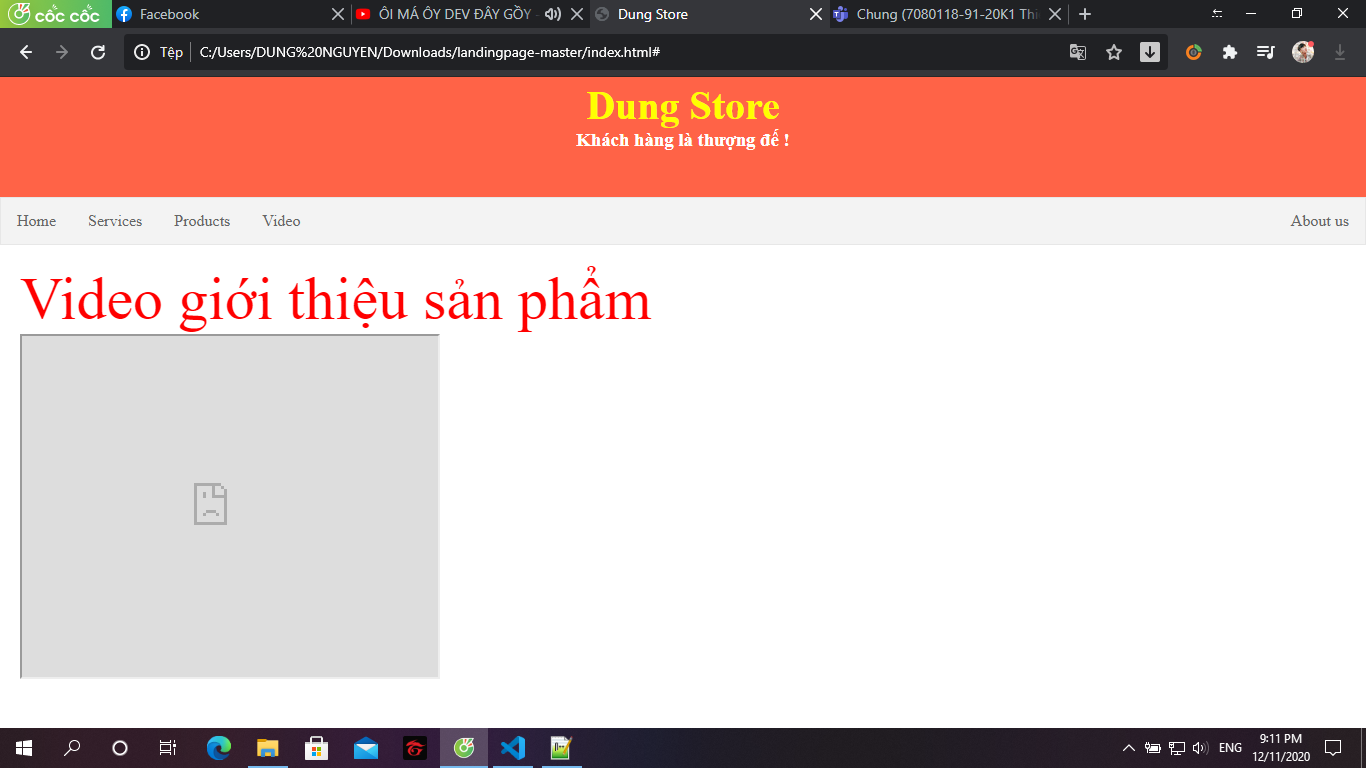 cốc cốc
Facebook
ÔI MÁ ÔY DEV ĐÂY GỒY -
Dung Store
Chung (7080118-91-20K1 Thi
Tệp
C:/Users/DUNG%20NGUYEN/Downloads/landingpage-master/index.html#
Dung Store
Khách hàng là thượng đế !
Home
Services
Products
Video
About us
Video giới thiệu sản phẩm
ENG
9:11 PM
12/11/2020